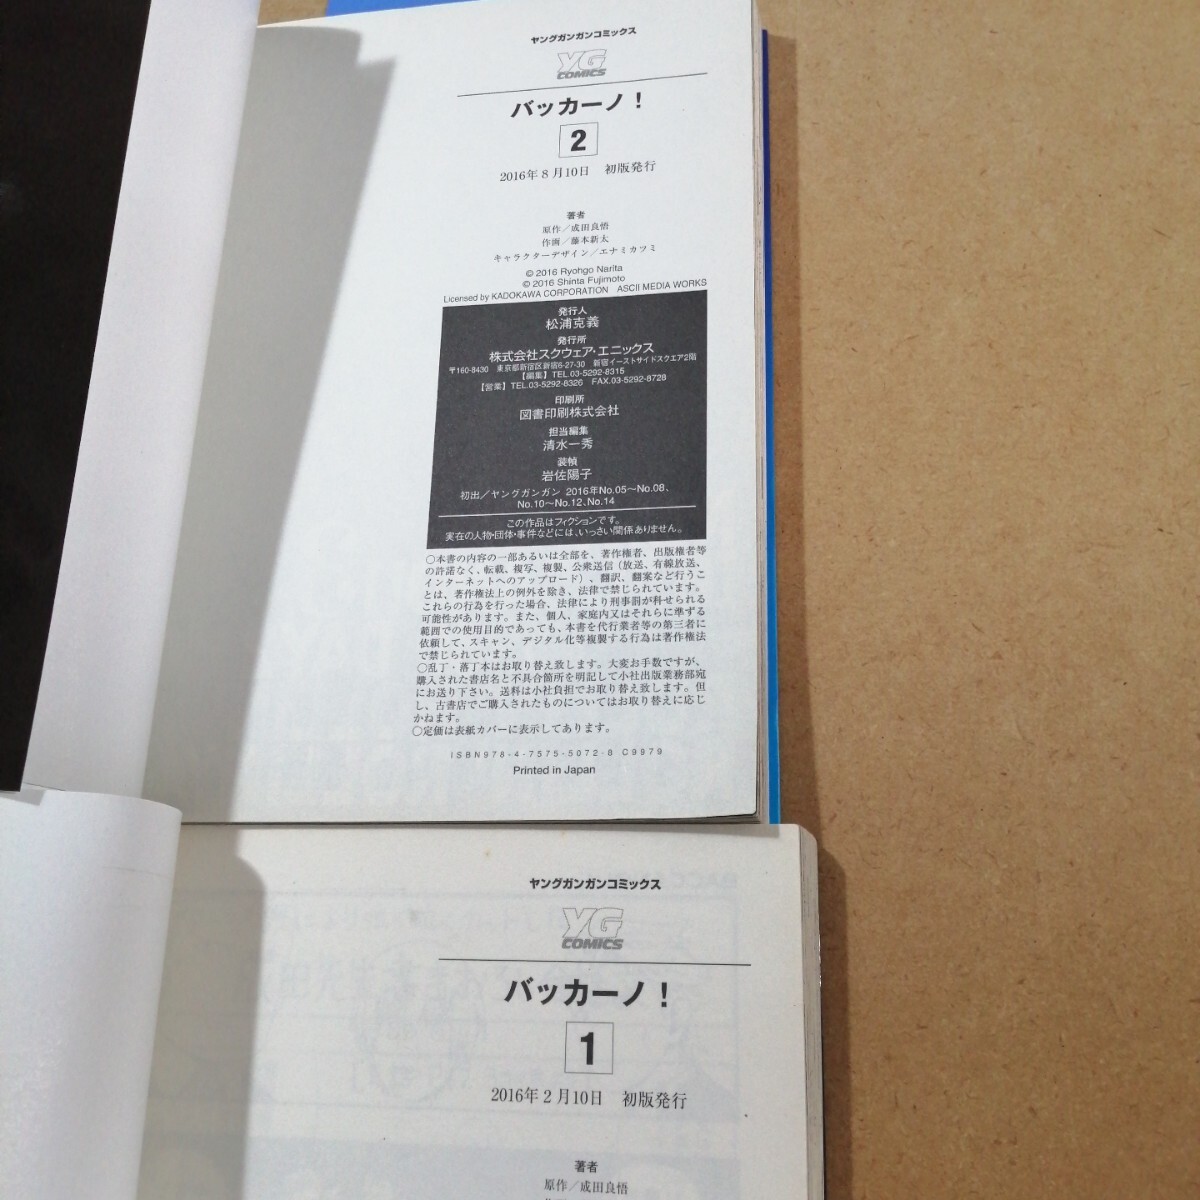 ヤングガンガンコミックス
YG
COMICS
バッカーノ!
2
2016年8月10日 初版発行
著者
原作/成田良悟
作画/藤本新太
キャラクターデザイン/エナミカツミ
© 2016 Ryohgo Narita
© 2016 Shinta Fujimoto
Licensed by KADOKAWA CORPORATION ASCII MEDIA WORKS
発行人
松浦克義
発行所
株式会社スクウェア・エニックス
〒160-8430 東京都新宿区新宿6-27-30 新宿イーストサイドスクエア2階
【編集】TEL.03-5292-8315
【営業】TEL.03-5292-8326 FAX.03-5292-8728
印刷所
図書印刷株式会社
担当編集
清水一秀
装幀
岩佐陽子
初出/ヤングガンガン 2016年No.05〜No.08、
No.10〜No.12、No.14
この作品はフィクションです。
実在の人物・団体・事件などには、いっさい関係ありません。
○本書の内容の一部あるいは全部を、著作権者、出版権者等
の許諾なく、転載、複写、複製、公衆送信(放送、有線放送、
インターネットへのアップロード)、翻訳、翻案など行うこ
とは、著作権法上の例外を除き、法律で禁じられています。
これらの行為を行った場合、法律により刑事罰が科せられる
可能性があります。また、個人、家庭内又はそれらに準ずる
範囲での使用目的であっても、本書を代行業者等の第三者に
依頼して、スキャン、デジタル化等複製する行為は著作権法
で禁じられています。
○乱丁・落丁本はお取り替え致します。大変お手数ですが、
購入された書店名と不具合箇所を明記して小社出版業務部宛
にお送り下さい。送料は小社負担でお取り替え致します。但
し、古書店でご購入されたものについてはお取り替えに応じ
かねます。
○定価は表紙カバーに表示してあります。
ISBN978-4-7575-5072-8 C9979
Printed in Japan
ヤングガンガンコミックス
YG
COMICS
バッカーノ!
1
2016年2月10日 初版発行
著者
原作/成田良悟